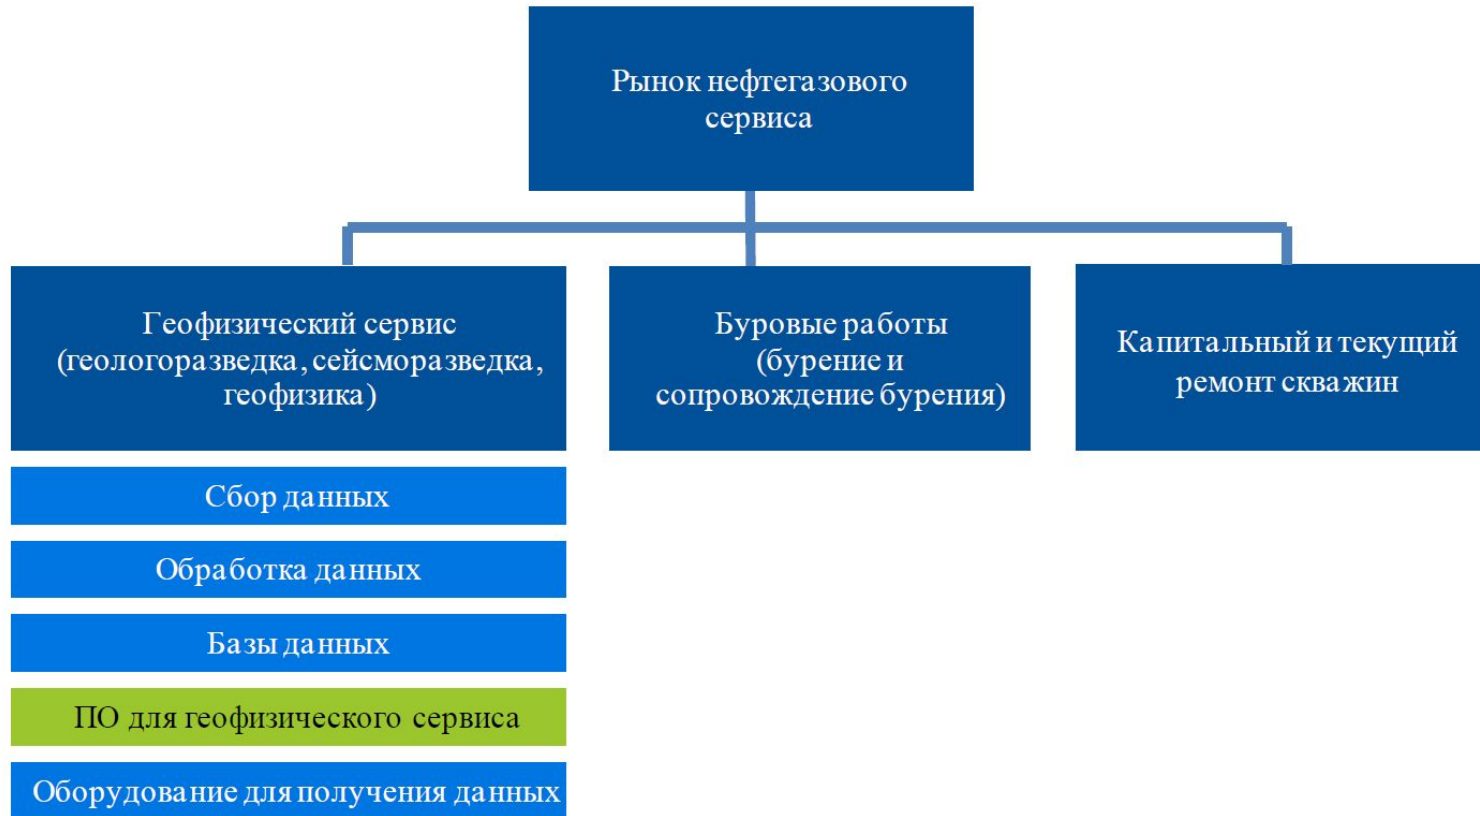 Рынок нефтегазового
сервиса
Геофизический сервис
(геологоразведка, сейсморазведка,
геофизика)
Буровые работы
(бурение и
сопровождение бурения)
Капитальный и текущий
ремонт скважин
Сбор данных
Обработка данных
Базы данных
ПО для геофизического сервиса
Оборудование для получения данных